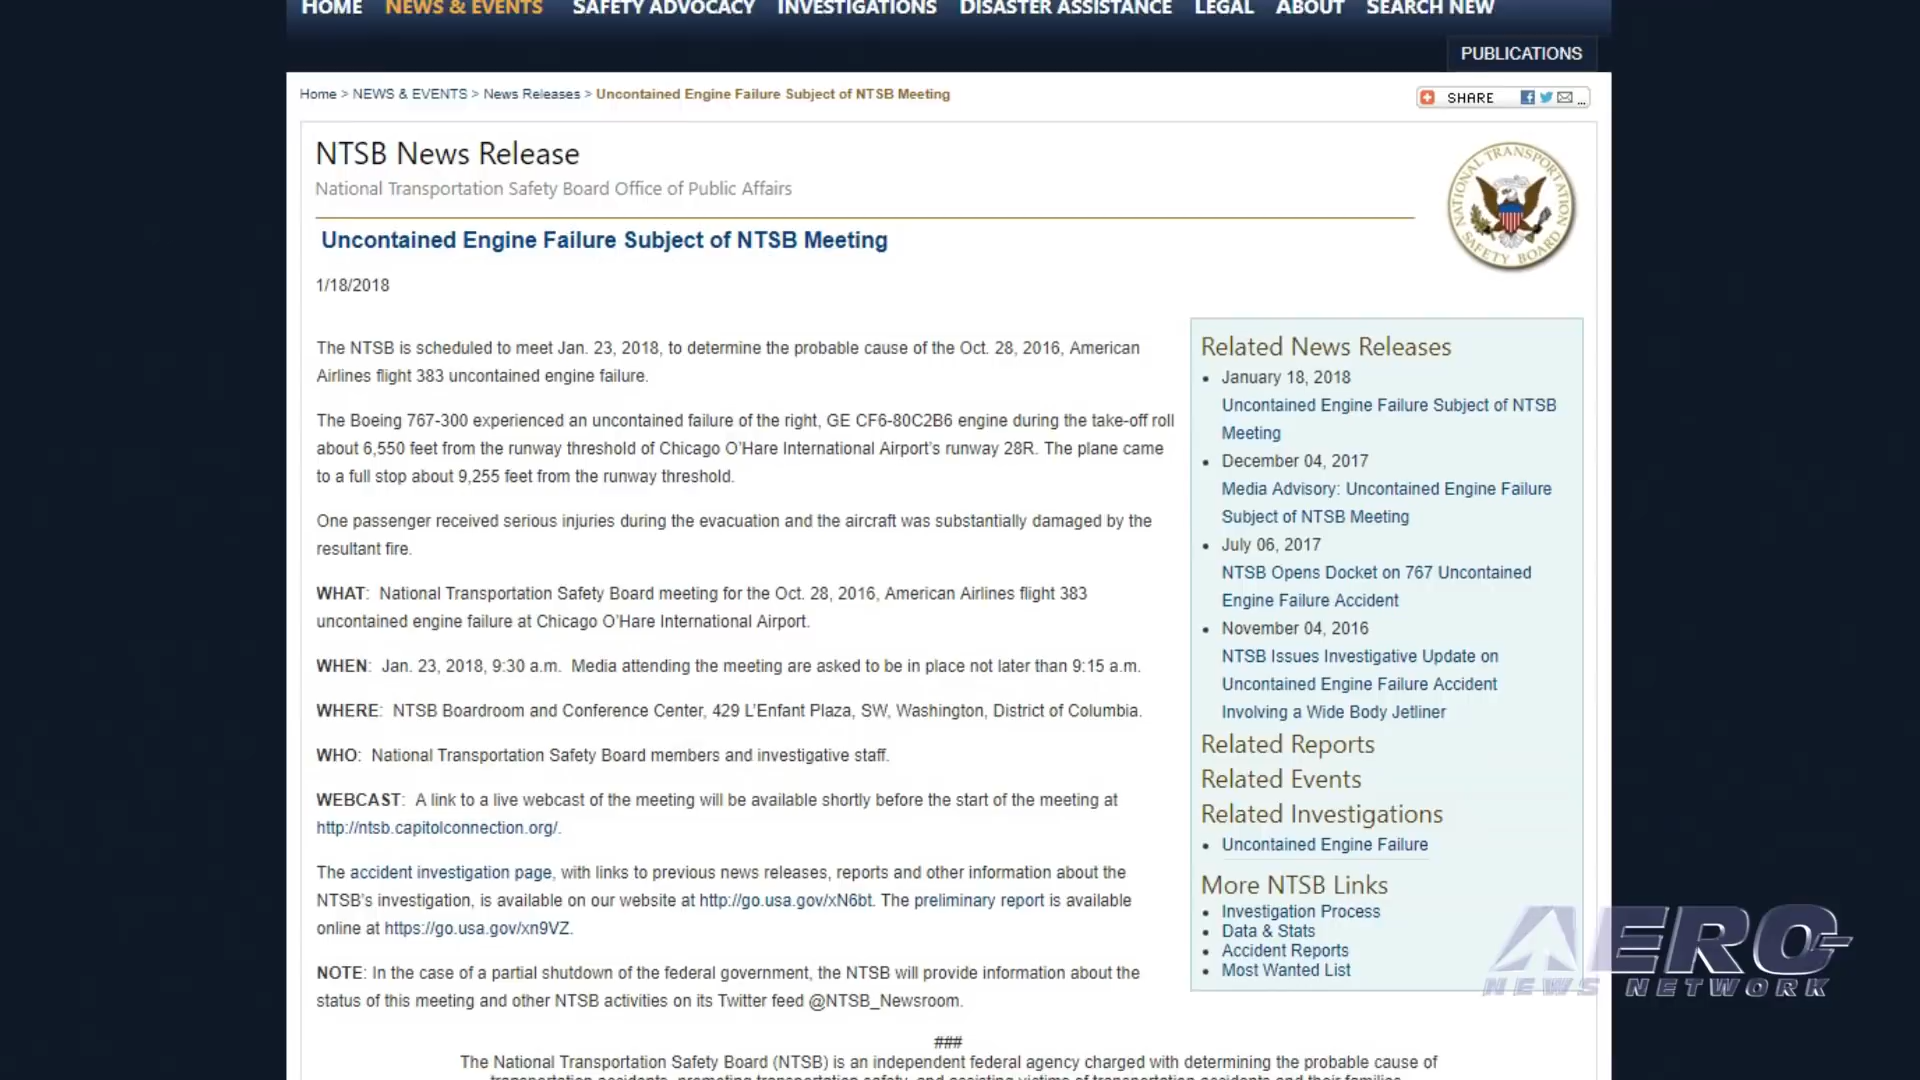 HOME NEWS & EVENTS SAFETY ADVOCACY INVESTIGATIONS DISASTER ASSISTANCE LEGAL ABOUT SEARCH NEW
PUBLICATIONS
Home > NEWS & EVENTS > News Releases > Uncontained Engine Failure Subject of NTSB Meeting
SHARE ...
NTSB News Release
National Transportation Safety Board Office of Public Affairs
NATIONAL TRANSPORTATION SAFETY BOARD
Uncontained Engine Failure Subject of NTSB Meeting
1/18/2018
The NTSB is scheduled to meet Jan. 23, 2018, to determine the probable cause of the Oct. 28, 2016, American
Airlines flight 383 uncontained engine failure.
The Boeing 767-300 experienced an uncontained failure of the right, GE CF6-80C2B6 engine during the take-off roll
about 6,550 feet from the runway threshold of Chicago O'Hare International Airport's runway 28R. The plane came
to a full stop about 9,255 feet from the runway threshold.
One passenger received serious injuries during the evacuation and the aircraft was substantially damaged by the
resultant fire.
WHAT: National Transportation Safety Board meeting for the Oct. 28, 2016, American Airlines flight 383
uncontained engine failure at Chicago O'Hare International Airport.
WHEN: Jan. 23, 2018, 9:30 a.m. Media attending the meeting are asked to be in place not later than 9:15 a.m.
WHERE: NTSB Boardroom and Conference Center, 429 L'Enfant Plaza, SW, Washington, District of Columbia.
WHO: National Transportation Safety Board members and investigative staff.
WEBCAST: A link to a live webcast of the meeting will be available shortly before the start of the meeting at
http://ntsb.capitolconnection.org/.
The accident investigation page, with links to previous news releases, reports and other information about the
NTSB's investigation, is available on our website at http://go.usa.gov/xN6bt. The preliminary report is available
online at https://go.usa.gov/xn9VZ.
NOTE: In the case of a partial shutdown of the federal government, the NTSB will provide information about the
status of this meeting and other NTSB activities on its Twitter feed @NTSB_Newsroom.
Related News Releases
• January 18, 2018
Uncontained Engine Failure Subject of NTSB
Meeting
• December 04, 2017
Media Advisory: Uncontained Engine Failure
Subject of NTSB Meeting
• July 06, 2017
NTSB Opens Docket on 767 Uncontained
Engine Failure Accident
• November 04, 2016
NTSB Issues Investigative Update on
Uncontained Engine Failure Accident
Involving a Wide Body Jetliner
Related Reports
Related Events
Related Investigations
• Uncontained Engine Failure
More NTSB Links
• Investigation Process
• Data & Stats
• Accident Reports
• Most Wanted List
AERO-
NEWS NETWORK
###
The National Transportation Safety Board (NTSB) is an independent federal agency charged with determining the probable cause of
transportation accidents, promoting transportation safety, and assisting victims of transportation accidents and their families.